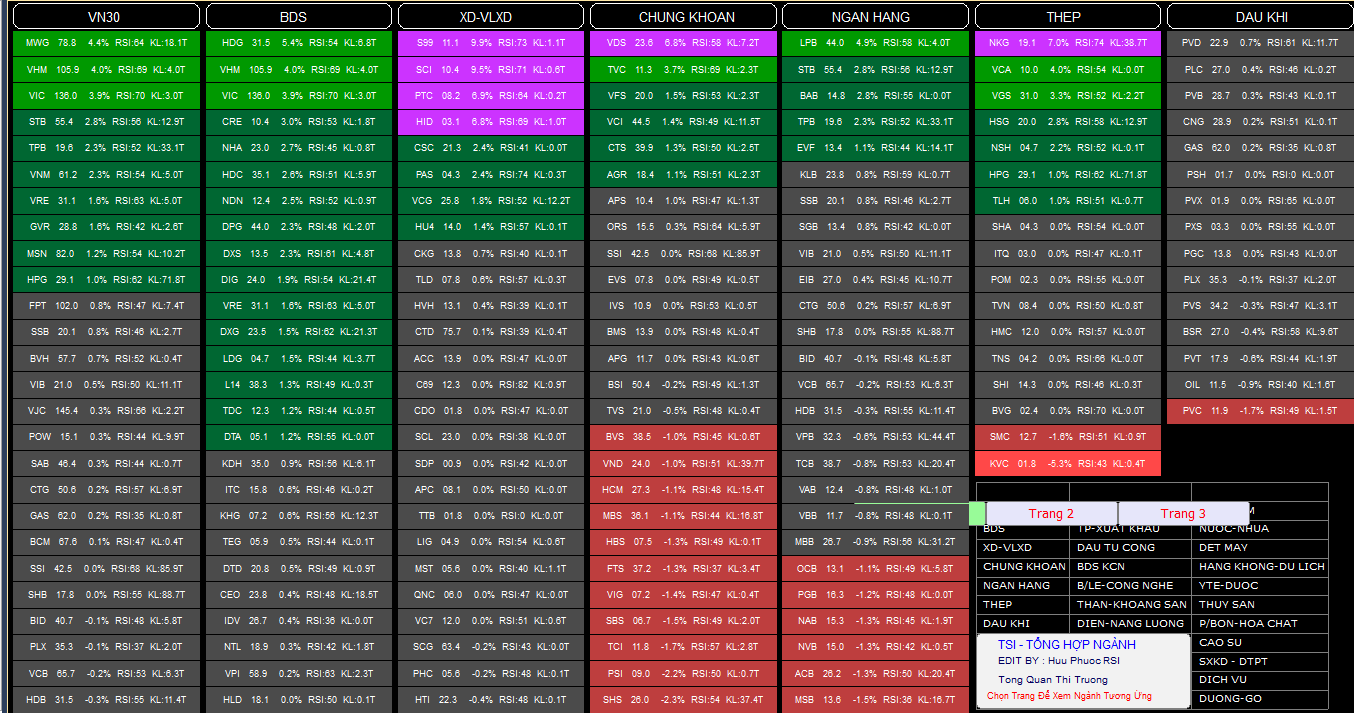 VN30
MWG 78.8 4.4% RSI:64 KL:18.1T
VHM 105.9 4.0% RSI:69 KL:4.0T
VIC 136.0 3.9% RSI:70 KL:3.0T
STB 55.4 2.8% RSI:56 KL:12.9T
TPB 19.6 2.3% RSI:52 KL:33.1T
VNM 61.2 2.3% RSI:54 KL:5.0T
VRE 31.1 1.6% RSI:63 KL:5.0T
GVR 28.8 1.6% RSI:42 KL:2.6T
MSN 82.0 1.2% RSI:54 KL:10.2T
HPG 29.1 1.0% RSI:62 KL:71.8T
FPT 102.0 0.8% RSI:47 KL:7.4T
SSB 20.1 0.8% RSI:46 KL:2.7T
BVH 57.7 0.7% RSI:52 KL:0.4T
VIB 21.0 0.5% RSI:50 KL:11.1T
VJC 145.4 0.3% RSI:66 KL:2.2T
POW 15.1 0.3% RSI:44 KL:9.9T
SAB 46.4 0.3% RSI:44 KL:0.7T
CTG 50.6 0.2% RSI:57 KL:6.9T
GAS 62.0 0.2% RSI:35 KL:0.8T
BCM 67.6 0.1% RSI:47 KL:0.4T
SSI 42.5 0.0% RSI:68 KL:85.9T
SHB 17.8 0.0% RSI:55 KL:88.7T
BID 40.7 -0.1% RSI:48 KL:5.8T
PLX 35.3 -0.1% RSI:37 KL:2.0T
VCB 65.7 -0.2% RSI:53 KL:6.3T
HDB 31.5 -0.3% RSI:55 KL:11.4T
BDS
HDG 31.5 5.4% RSI:54 KL:6.8T
VHM 105.9 4.0% RSI:69 KL:4.0T
VIC 136.0 3.9% RSI:70 KL:3.0T
CRE 10.4 3.0% RSI:53 KL:1.8T
NHA 23.0 2.7% RSI:45 KL:0.8T
HDC 35.1 2.6% RSI:51 KL:5.9T
NDN 12.4 2.5% RSI:52 KL:0.9T
DPG 44.0 2.3% RSI:48 KL:2.0T
DXS 13.5 2.3% RSI:61 KL:4.8T
DIG 24.0 1.9% RSI:54 KL:21.4T
VRE 31.1 1.6% RSI:63 KL:5.0T
DXG 23.5 1.5% RSI:62 KL:21.3T
LDG 04.7 1.5% RSI:44 KL:3.7T
L14 38.3 1.3% RSI:49 KL:0.3T
TDC 12.3 1.2% RSI:44 KL:0.5T
DTA 05.1 1.2% RSI:55 KL:0.0T
KDH 35.0 0.9% RSI:56 KL:6.1T
ITC 15.8 0.6% RSI:46 KL:0.2T
KHG 07.2 0.6% RSI:56 KL:12.3T
TEG 05.9 0.5% RSI:44 KL:0.1T
DTD 20.8 0.5% RSI:49 KL:0.9T
CEO 23.8 0.4% RSI:48 KL:18.5T
IDV 26.7 0.4% RSI:36 KL:0.0T
NTL 18.9 0.3% RSI:42 KL:1.8T
VPI 58.9 0.2% RSI:63 KL:2.3T
HLD 18.1 0.0% RSI:50 KL:0.1T
XD-VLXD
S99 11.1 9.9% RSI:73 KL:1.1T
SCI 10.4 9.5% RSI:71 KL:0.6T
PTC 08.2 6.9% RSI:64 KL:0.2T
HID 03.1 6.8% RSI:69 KL:1.0T
CSC 21.3 2.4% RSI:41 KL:0.0T
PAS 04.3 2.4% RSI:74 KL:0.3T
VCG 25.8 1.8% RSI:52 KL:12.2T
HU4 14.0 1.4% RSI:57 KL:0.1T
CKG 13.8 0.7% RSI:40 KL:0.1T
TLD 07.8 0.6% RSI:57 KL:0.3T
HVH 13.1 0.4% RSI:39 KL:0.1T
CTD 75.7 0.1% RSI:39 KL:0.4T
ACC 13.9 0.0% RSI:47 KL:0.0T
C69 12.3 0.0% RSI:82 KL:0.9T
CDO 01.8 0.0% RSI:47 KL:0.0T
SCL 23.0 0.0% RSI:38 KL:0.0T
SDP 00.9 0.0% RSI:42 KL:0.0T
APC 08.1 0.0% RSI:50 KL:0.0T
TTB 01.8 0.0% RSI:0 KL:0.0T
LIG 04.9 0.0% RSI:54 KL:0.6T
MST 05.6 0.0% RSI:40 KL:1.1T
QNC 06.0 0.0% RSI:47 KL:0.0T
VC7 12.0 0.0% RSI:51 KL:0.6T
SCG 63.4 -0.2% RSI:43 KL:0.0T
PHC 05.6 -0.2% RSI:48 KL:0.1T
HTI 22.3 -0.4% RSI:48 KL:0.1T
CHUNG KHOAN
VDS 23.6 6.8% RSI:58 KL:7.2T
TVC 11.3 3.7% RSI:69 KL:2.3T
VFS 20.0 1.5% RSI:53 KL:2.3T
VCI 44.5 1.4% RSI:49 KL:11.5T
CTS 39.9 1.3% RSI:50 KL:2.5T
AGR 18.4 1.1% RSI:51 KL:2.3T
APS 10.4 1.0% RSI:47 KL:1.3T
ORS 15.5 0.3% RSI:64 KL:5.9T
SSI 42.5 0.0% RSI:68 KL:85.9T
EVS 07.8 0.0% RSI:49 KL:0.5T
IVS 10.9 0.0% RSI:53 KL:0.5T
BMS 13.9 0.0% RSI:48 KL:0.4T
APG 11.7 0.0% RSI:43 KL:0.6T
BSI 50.4 -0.2% RSI:49 KL:1.3T
TVS 21.0 -0.5% RSI:48 KL:0.4T
BVS 38.5 -1.0% RSI:45 KL:0.6T
VND 24.0 -1.0% RSI:51 KL:39.7T
HCM 27.3 -1.1% RSI:48 KL:15.4T
MBS 36.1 -1.1% RSI:44 KL:16.8T
HBS 07.5 -1.3% RSI:49 KL:0.1T
FTS 37.2 -1.3% RSI:37 KL:3.4T
VIG 07.2 -1.4% RSI:47 KL:0.4T
SBS 06.7 -1.5% RSI:49 KL:2.0T
TCI 11.8 -1.7% RSI:57 KL:2.8T
PSI 09.0 -2.2% RSI:50 KL:0.7T
SHS 26.0 -2.3% RSI:54 KL:37.4T
NGAN HANG
LPB 44.0 4.9% RSI:58 KL:4.0T
STB 55.4 2.8% RSI:56 KL:12.9T
BAB 14.8 2.8% RSI:55 KL:0.0T
TPB 19.6 2.3% RSI:52 KL:33.1T
EVF 13.4 1.1% RSI:44 KL:14.1T
KLB 23.8 0.8% RSI:59 KL:0.7T
SSB 20.1 0.8% RSI:46 KL:2.7T
SGB 13.4 0.8% RSI:42 KL:0.0T
VIB 21.0 0.5% RSI:50 KL:11.1T
EIB 27.0 0.4% RSI:45 KL:10.7T
CTG 50.6 0.2% RSI:57 KL:6.9T
SHB 17.8 0.0% RSI:55 KL:88.7T
BID 40.7 -0.1% RSI:48 KL:5.8T
VCB 65.7 -0.2% RSI:53 KL:6.3T
HDB 31.5 -0.3% RSI:55 KL:11.4T
VPB 32.3 -0.6% RSI:53 KL:44.4T
TCB 38.7 -0.8% RSI:53 KL:20.4T
VAB 12.4 -0.8% RSI:48 KL:1.0T
VBB 11.7 -0.8% RSI:48 KL:0.1T
MBB 26.7 -0.9% RSI:56 KL:31.2T
OCB 13.1 -1.1% RSI:49 KL:5.8T
PGB 16.3 -1.2% RSI:48 KL:0.0T
NAB 15.3 -1.3% RSI:45 KL:1.9T
NVB 15.0 -1.3% RSI:42 KL:0.5T
ACB 26.2 -1.3% RSI:50 KL:20.4T
MSB 13.6 -1.5% RSI:36 KL:16.7T
THEP
NKG 19.1 7.0% RSI:74 KL:38.7T
VCA 10.0 4.0% RSI:54 KL:0.0T
VGS 31.0 3.3% RSI:52 KL:2.2T
HSG 20.0 2.8% RSI:58 KL:12.9T
NSH 04.7 2.2% RSI:52 KL:0.1T
HPG 29.1 1.0% RSI:62 KL:71.8T
TLH 06.0 1.0% RSI:51 KL:0.7T
SHA 04.3 0.0% RSI:54 KL:0.0T
ITQ 03.0 0.0% RSI:47 KL:0.1T
POM 02.3 0.0% RSI:55 KL:0.0T
TVN 08.4 0.0% RSI:50 KL:0.8T
HMC 12.0 0.0% RSI:57 KL:0.0T
TNS 04.2 0.0% RSI:66 KL:0.0T
SHI 14.3 0.0% RSI:46 KL:0.3T
BVG 02.4 0.0% RSI:70 KL:0.0T
SMC 12.7 -1.6% RSI:51 KL:0.9T
KVC 01.8 -5.3% RSI:43 KL:0.4T
DAU KHI
PVD 22.9 0.7% RSI:61 KL:11.7T
PLC 27.0 0.4% RSI:46 KL:0.2T
PVB 28.7 0.3% RSI:43 KL:0.1T
CNG 28.9 0.2% RSI:51 KL:0.1T
GAS 62.0 0.2% RSI:35 KL:0.8T
PSH 01.7 0.0% RSI:0 KL:0.0T
PVX 01.9 0.0% RSI:65 KL:0.0T
PXS 03.3 0.0% RSI:55 KL:0.0T
PGC 13.8 0.0% RSI:43 KL:0.0T
PLX 35.3 -0.1% RSI:37 KL:2.0T
PVS 34.2 -0.3% RSI:47 KL:3.1T
BSR 27.0 -0.4% RSI:58 KL:9.6T
PVT 17.9 -0.6% RSI:44 KL:1.9T
OIL 11.5 -0.9% RSI:40 KL:1.6T
PVC 11.9 -1.7% RSI:49 KL:1.5T
Trang 2 Trang 3
BDS TP-XUAT KHAU NUOC-NHUA
XD-VLXD DAU TU CONG DET MAY
CHUNG KHOAN BDS KCN HANG KHONG-DU LICH
NGAN HANG B/LE-CONG NGHE YTE-DUOC
THEP THAN-KHOANG SAN THUY SAN
DAU KHI DIEN-NANG LUONG P/BON-HOA CHAT
CAO SU
SXKD - DTPT
DICH VU
DUONG-GO
TSI - TỔNG HỢP NGÀNH
EDIT BY : Huu Phuoc RSI
Tong Quan Thi Truong
Chọn Trang Để Xem Ngành Tương Ứng